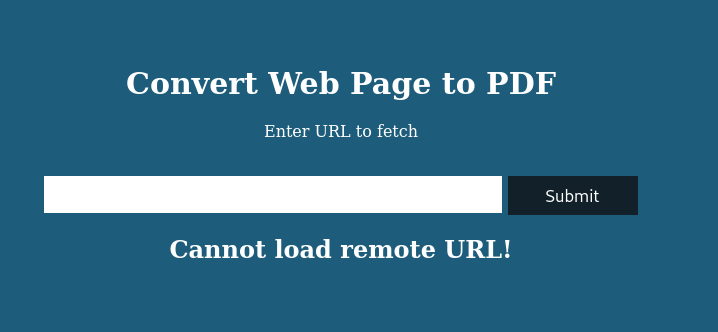 Convert Web Page to PDF
Enter URL to fetch
Submit
Cannot load remote URL!